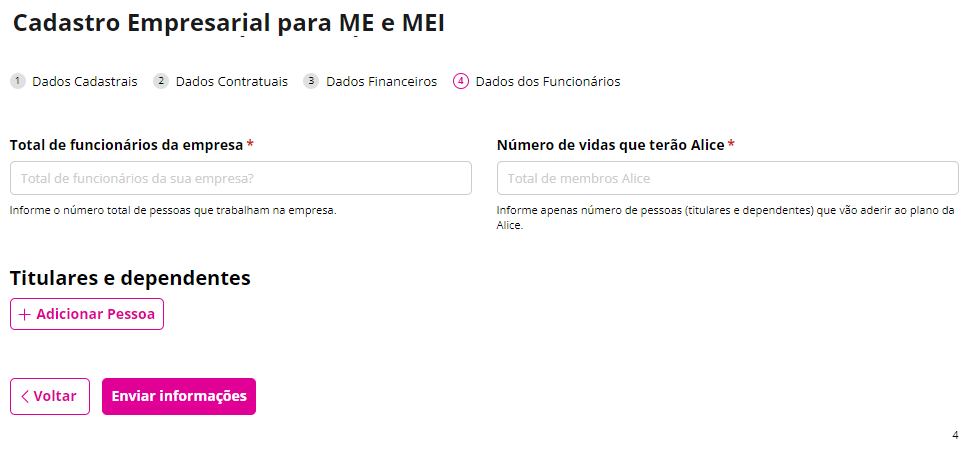 Cadastro Empresarial para ME e MEI
1 Dados Cadastrais 2 Dados Contratuais 3 Dados Financeiros 4 Dados dos Funcionários
Total de funcionários da empresa *
Total de funcionários da sua empresa?
Informe o número total de pessoas que trabalham na empresa.
Número de vidas que terão Alice *
Total de membros Alice
Informe apenas número de pessoas (titulares e dependentes) que vão aderir ao plano da
Alice.
Titulares e dependentes
+ Adicionar Pessoa
< Voltar Enviar informações
4